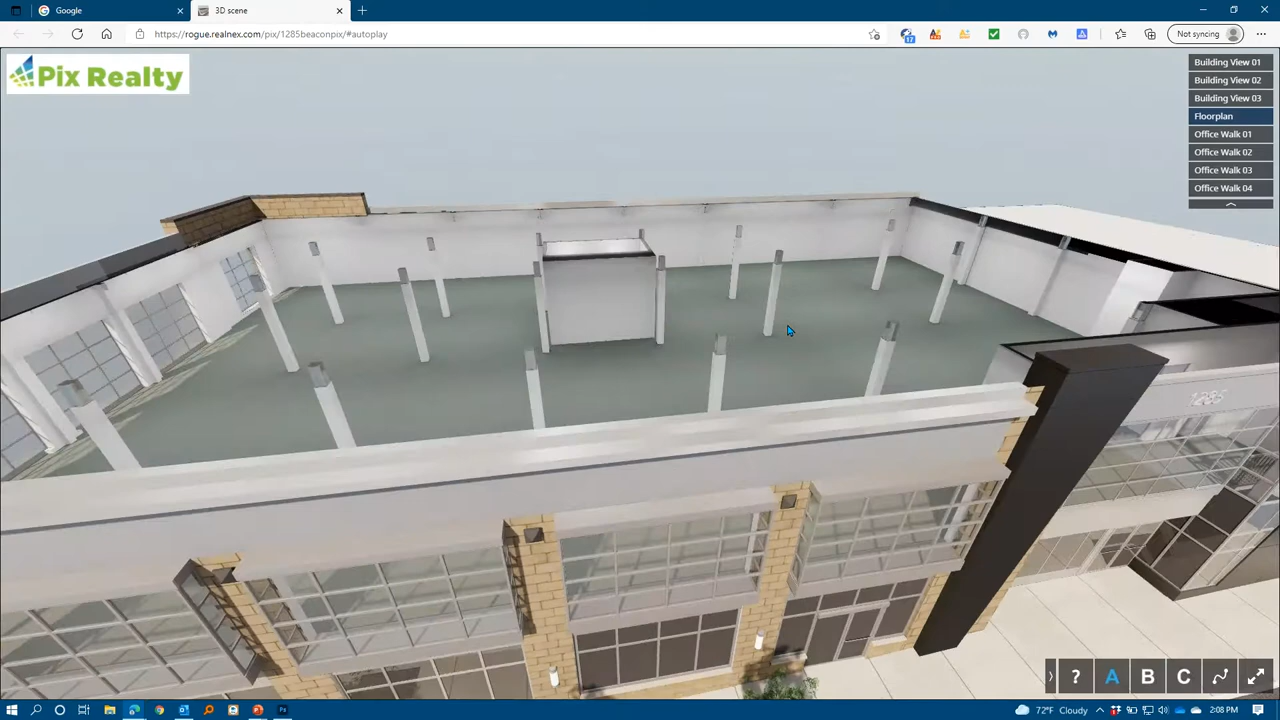 Google
3D scene
https://rogue.realnex.com/pix/1285beaconpix/#autoplay
17
Not syncing
Pix Realty
Building View 01
Building View 02
Building View 03
Floorplan
Office Walk 01
Office Walk 02
Office Walk 03
Office Walk 04
1285
? A B C
72°F Cloudy
2:08 PM